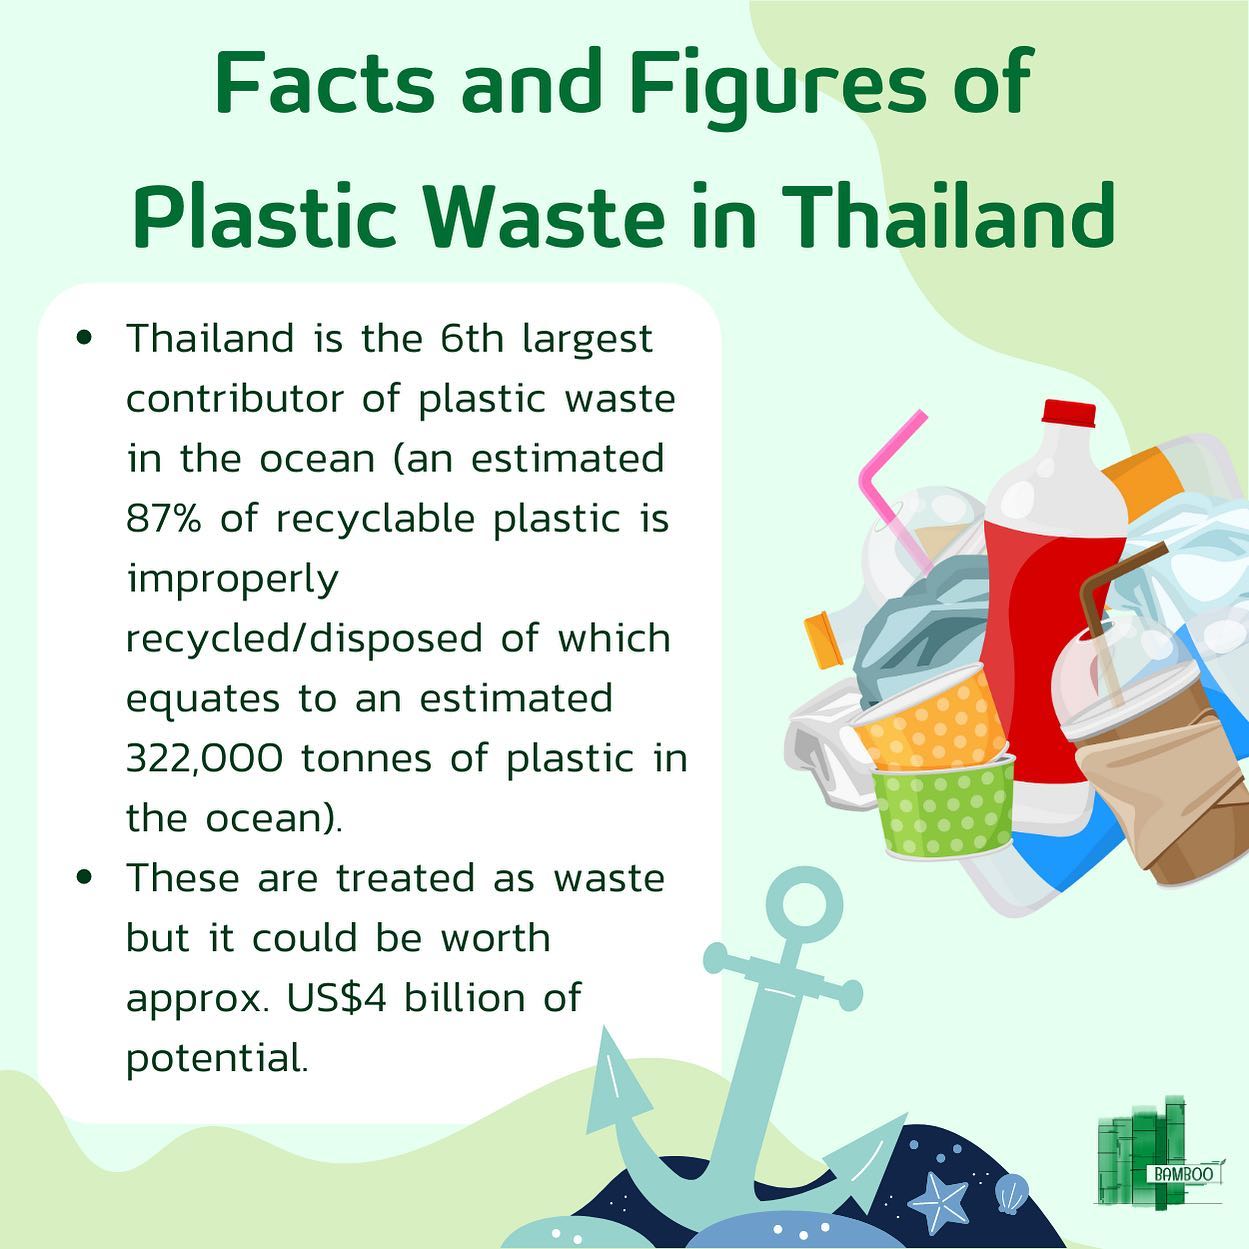 Facts and Figures of
Plastic Waste in Thailand
• Thailand is the 6th largest
contributor of plastic waste
in the ocean (an estimated
87% of recyclable plastic is
improperly
recycled/disposed of which
equates to an estimated
322,000 tonnes of plastic in
the ocean).
• These are treated as waste
but it could be worth
approx. US$4 billion of
potential.
BAMBOO